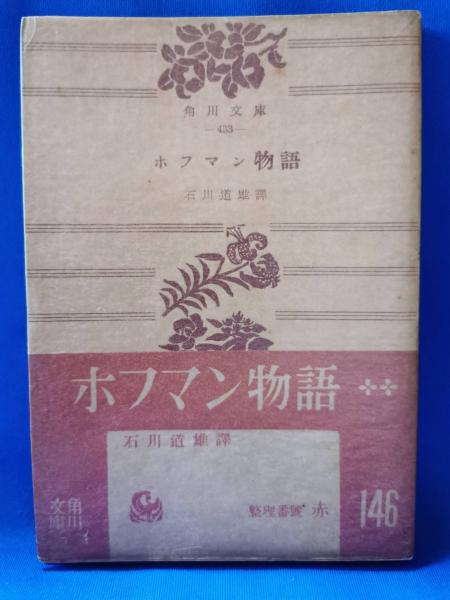 角川文庫
—433—
ホフマン物語
石川道雄譯
ホフマン物語
石川道雄譯
整理番號 赤
146
角川文庫